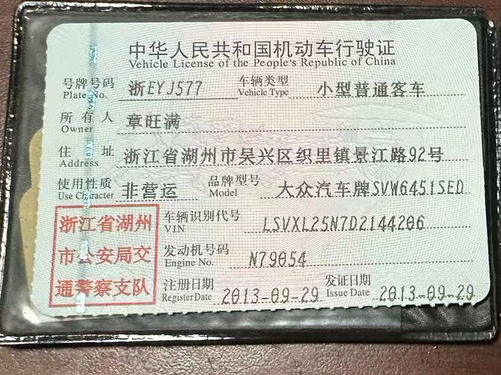 中华人民共和国机动车行驶证
Vehicle License of the People's Republic of China
号牌号码 浙EYJ577 车辆类型 小型普通客车
Plate No. Vehicle Type
所有人 章旺满
Owner
住址 浙江省湖州市吴兴区织里镇景江路92号
Address
使用性质 非营运 品牌型号 大众汽车牌SVW6451SED
Use Character Model
浙江省湖州
市公安局交
通警察支队
车辆识别代号 LSVXL25N7D2144206
VIN
发动机号码 N79054
Engine No.
注册日期 2013-09-29 发证日期 2013-09-29
Register Date Issue Date